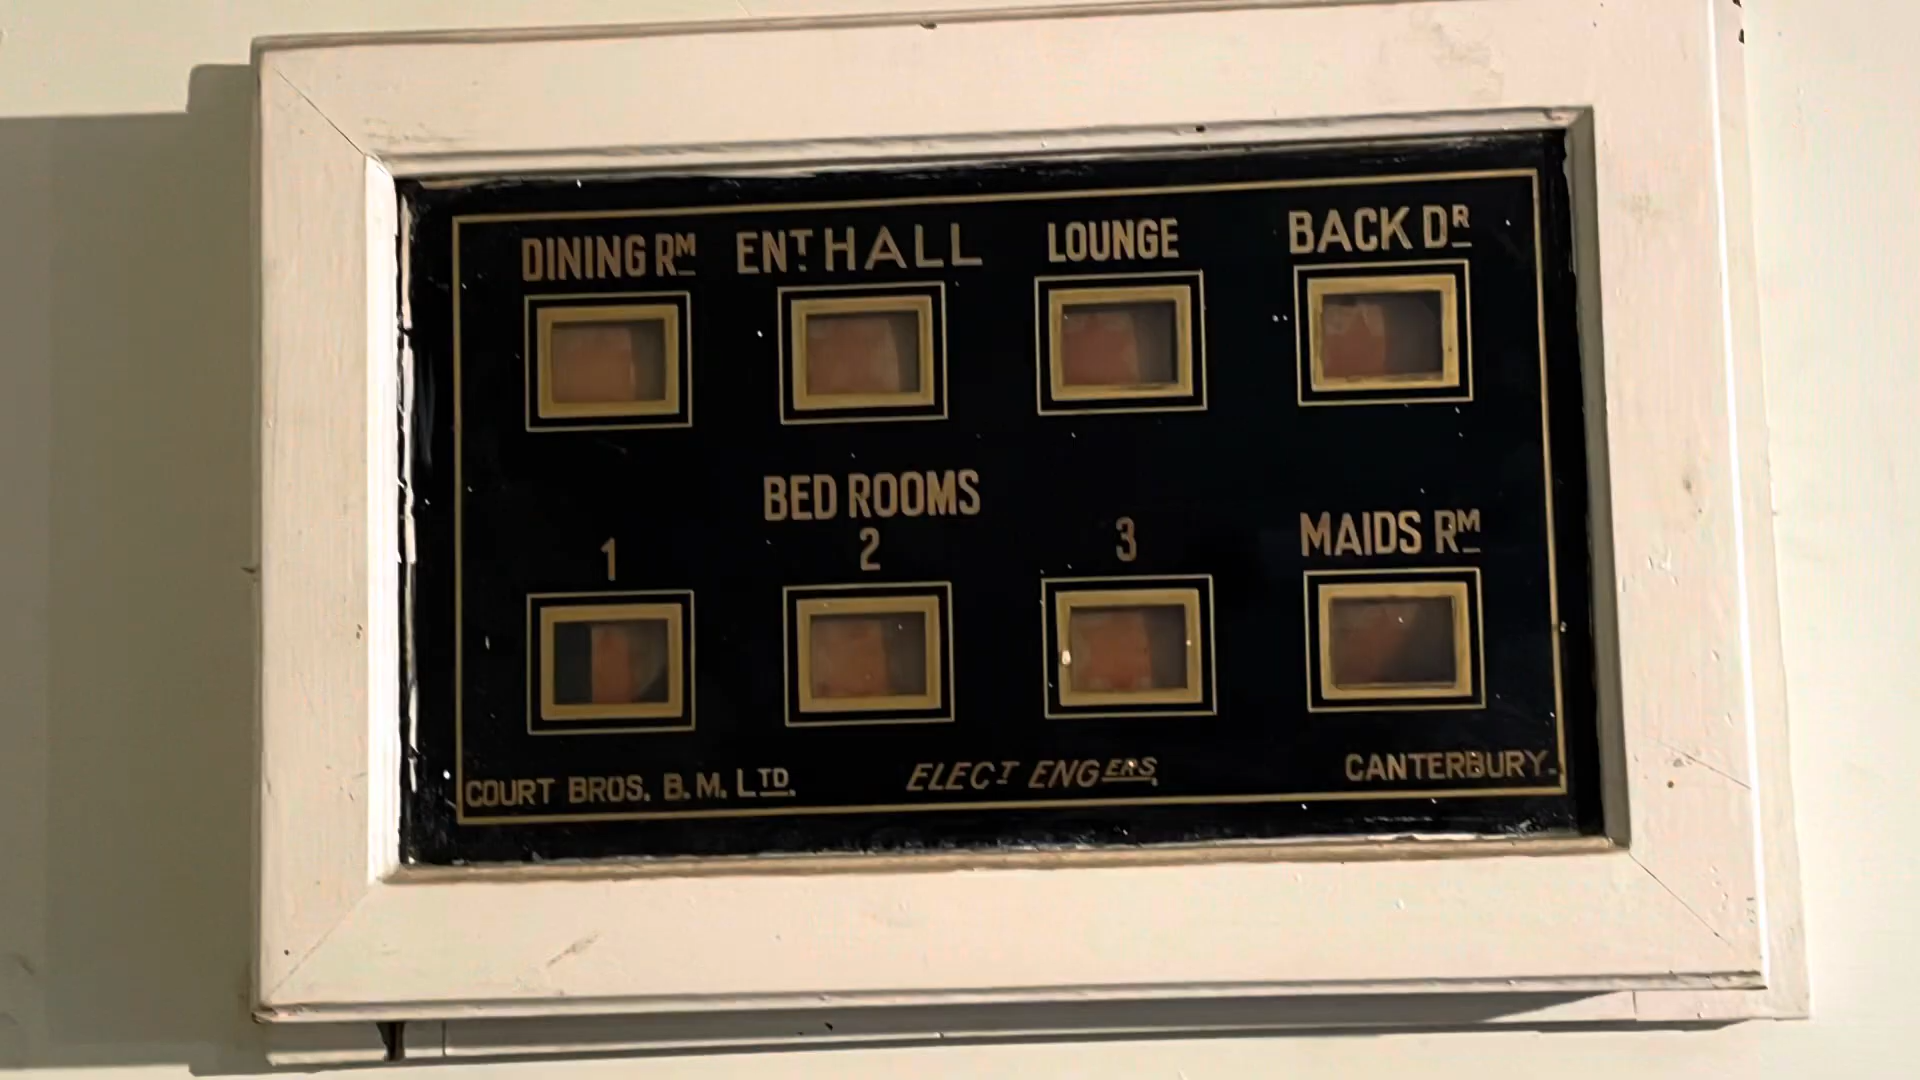 DINING RM ENT. HALL LOUNGE BACK DR
BED ROOMS
1 2 3 MAIDS RM
COURT BROS. B.M. LTD. ELECT ENGERS. CANTERBURY.